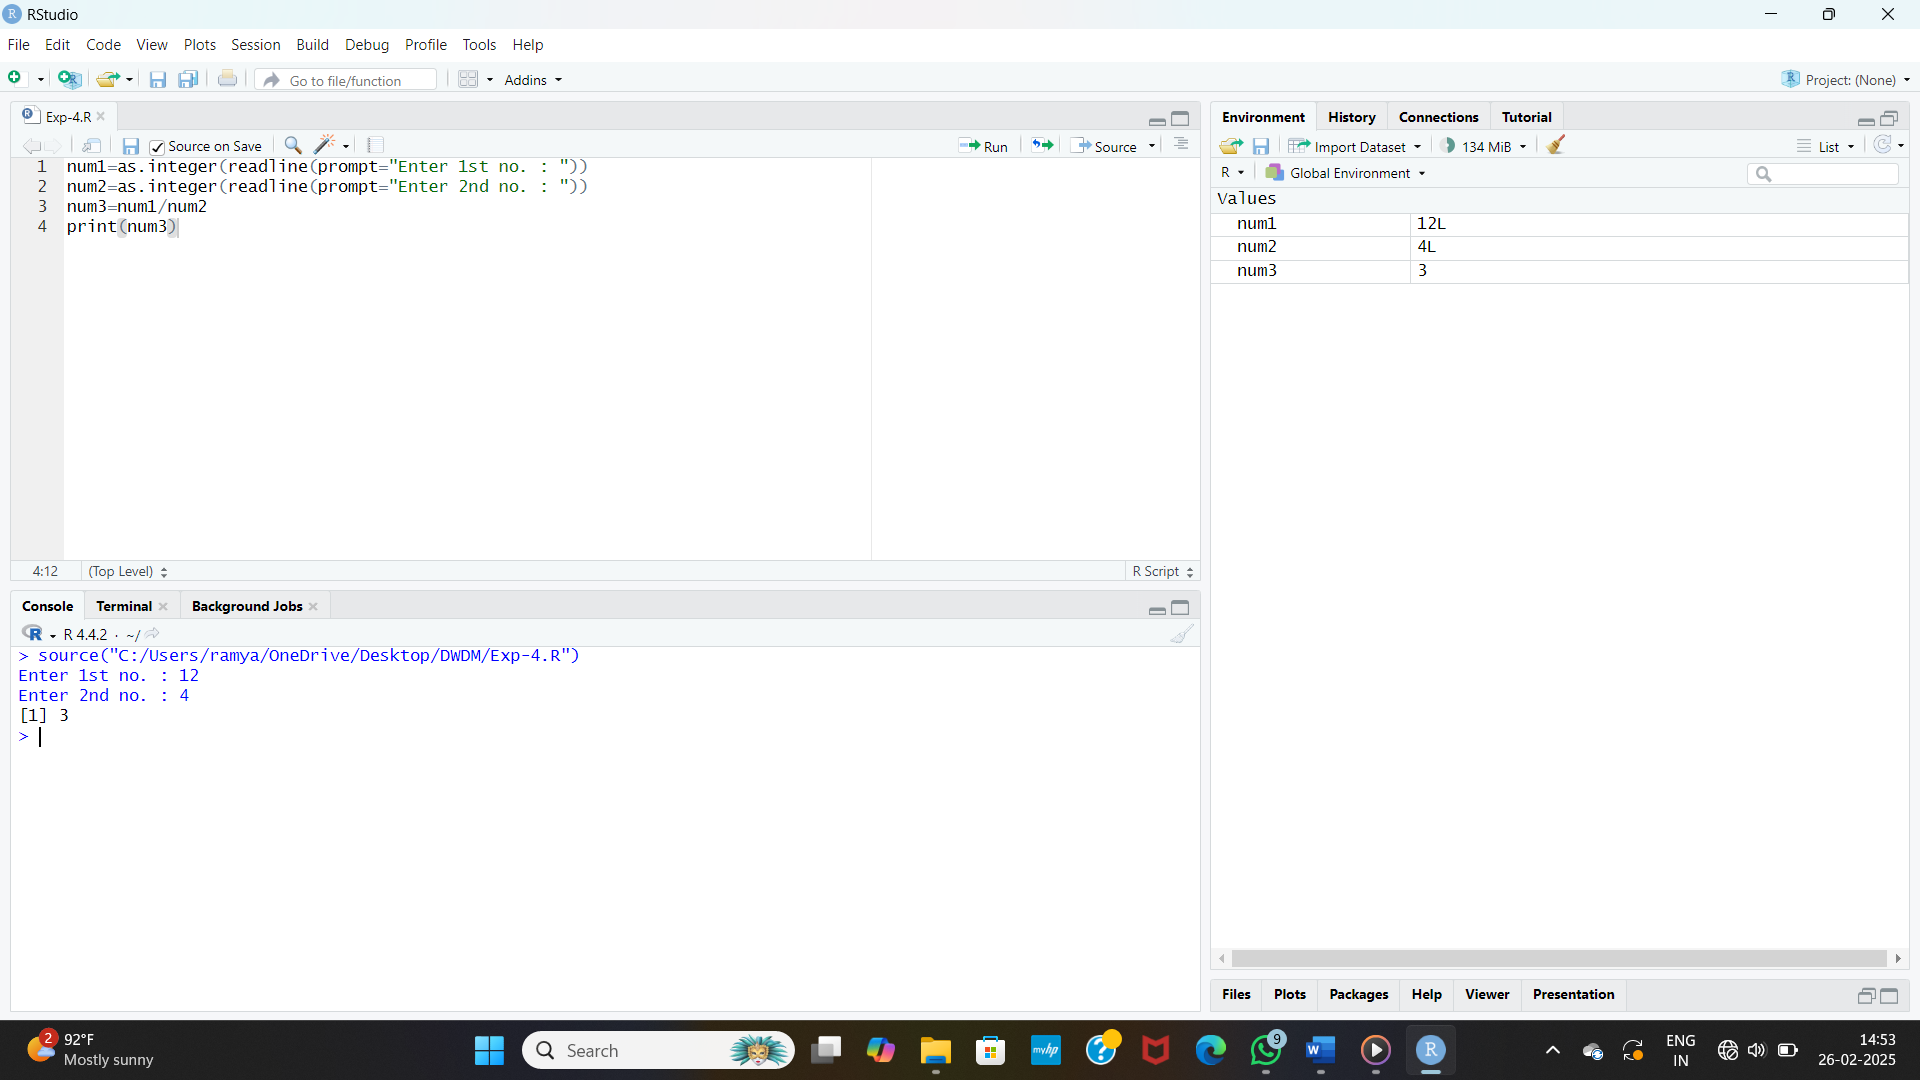 RStudio
File Edit Code View Plots Session Build Debug Profile Tools Help
Go to file/function Addins Project: (None)
Exp-4.R
Source on Save Run Source
1 num1=as.integer(readline(prompt="Enter 1st no. : "))
2 num2=as.integer(readline(prompt="Enter 2nd no. : "))
3 num3=num1/num2
4 print(num3)
4:12 (Top Level) R Script
Console Terminal Background Jobs
R R 4.4.2 · ~/
> source("C:/Users/ramya/OneDrive/Desktop/DWDM/Exp-4.R")
Enter 1st no. : 12
Enter 2nd no. : 4
[1] 3
>
Environment History Connections Tutorial
Import Dataset 134 MiB List
R Global Environment
Values
num1 12L
num2 4L
num3 3
Files Plots Packages Help Viewer Presentation
2 92°F
Mostly sunny
Search
myhp
9
W
R
ENG
IN
14:53
26-02-2025